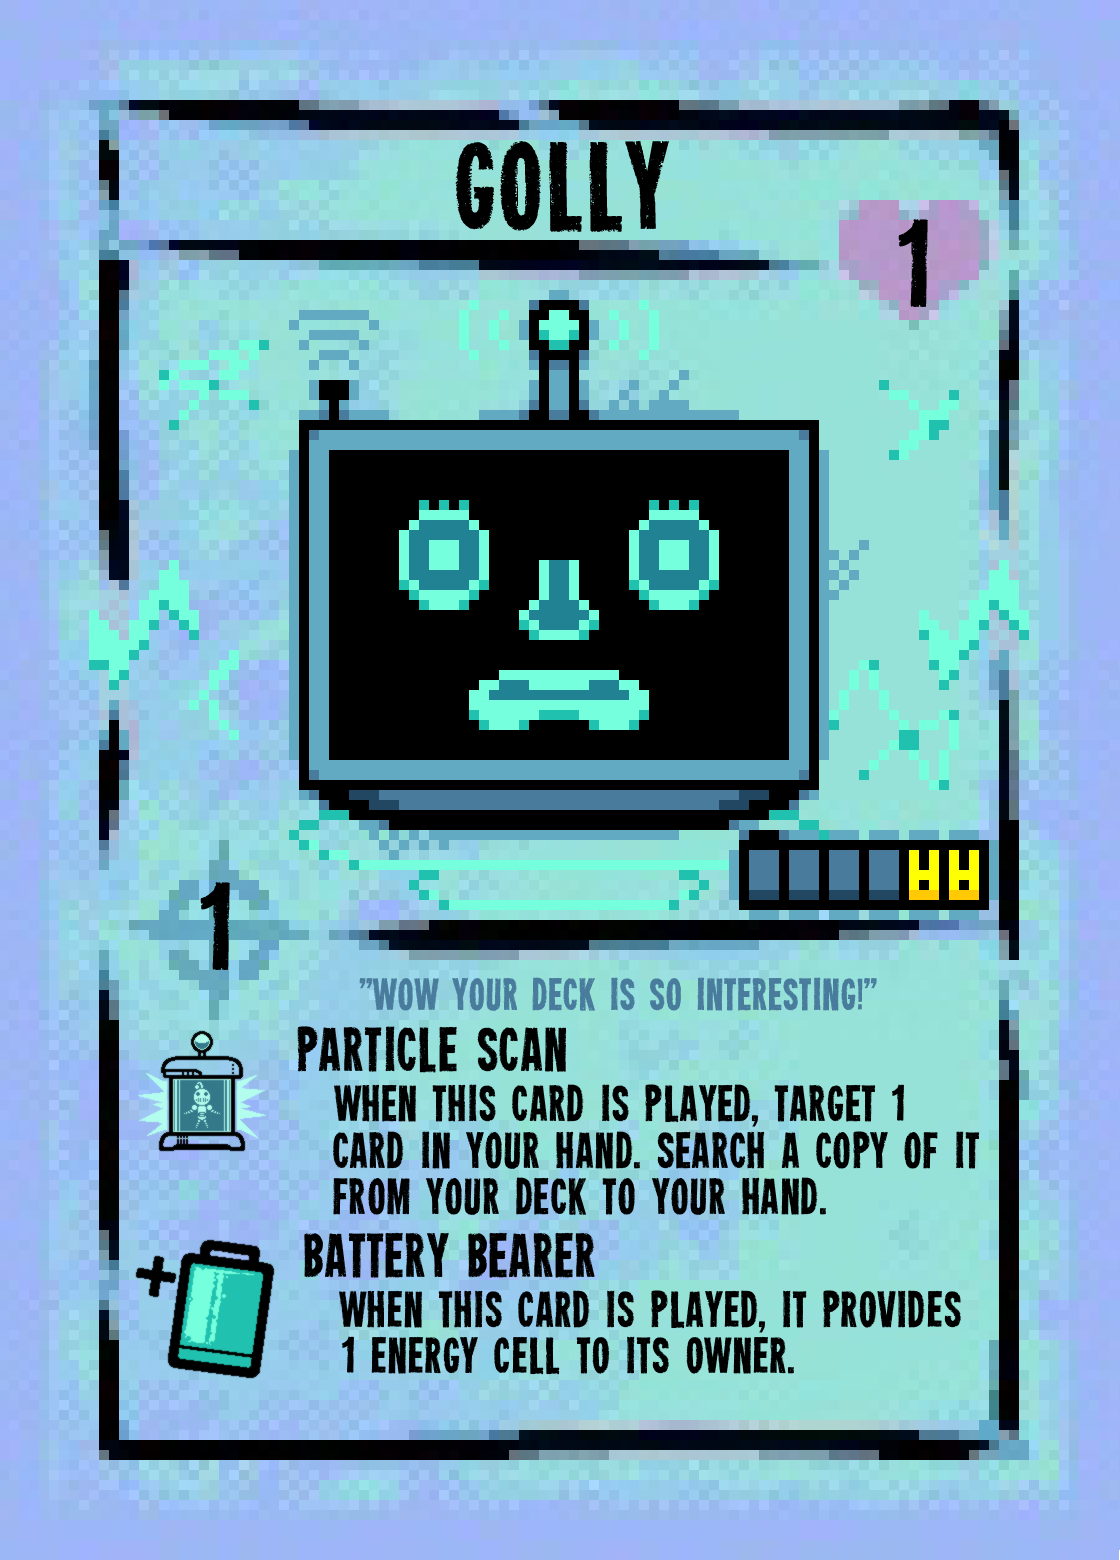 GOLLY
1
1
”WOW YOUR DECK IS SO INTERESTING!”
PARTICLE SCAN
WHEN THIS CARD IS PLAYED, TARGET 1
CARD IN YOUR HAND. SEARCH A COPY OF IT
FROM YOUR DECK TO YOUR HAND.
BATTERY BEARER
WHEN THIS CARD IS PLAYED, IT PROVIDES
1 ENERGY CELL TO ITS OWNER.